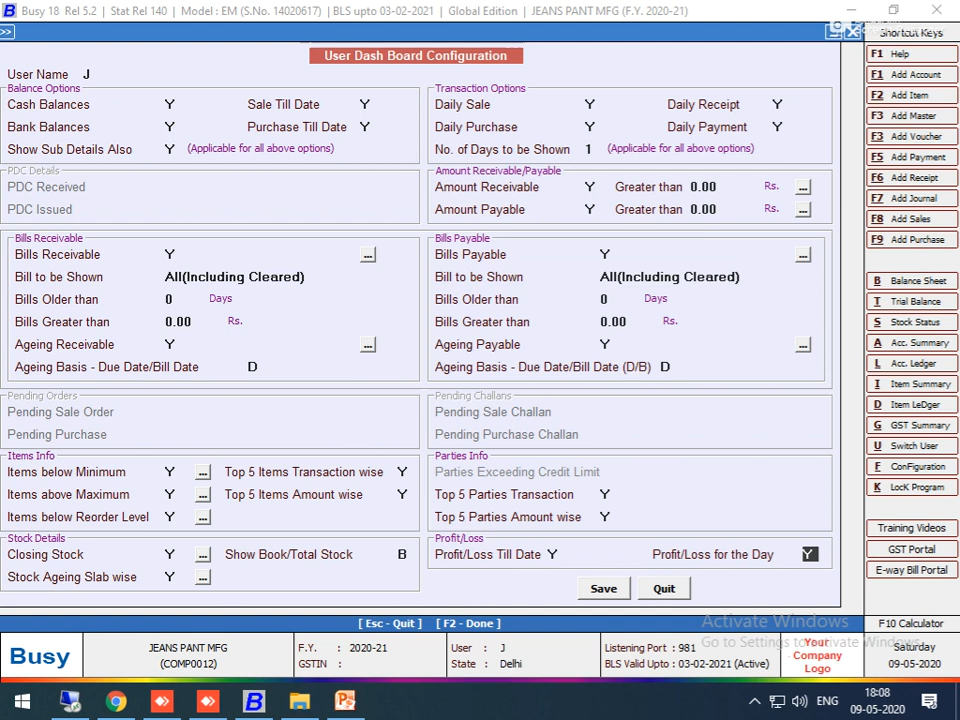 Busy 18 Rel 5.2 | Stat Rel 140 | Model : EM (S.No. 14020617) | BLS upto 03-02-2021 | Global Edition | JEANS PANT MFG (F.Y. 2020-21)
>>
User Dash Board Configuration
User Name J
Balance Options
Cash Balances Y Sale Till Date Y
Bank Balances Y Purchase Till Date Y
Show Sub Details Also Y (Applicable for all above options)
Transaction Options
Daily Sale Y Daily Receipt Y
Daily Purchase Y Daily Payment Y
No. of Days to be Shown 1 (Applicable for all above options)
PDC Details
PDC Received
PDC Issued
Amount Receivable/Payable
Amount Receivable Y Greater than 0.00 Rs. ...
Amount Payable Y Greater than 0.00 Rs. ...
Bills Receivable
Bills Receivable Y ...
Bill to be Shown All(Including Cleared)
Bills Older than 0 Days
Bills Greater than 0.00 Rs.
Ageing Receivable Y ...
Ageing Basis - Due Date/Bill Date D
Bills Payable
Bills Payable Y ...
Bill to be Shown All(Including Cleared)
Bills Older than 0 Days
Bills Greater than 0.00 Rs.
Ageing Payable Y ...
Ageing Basis - Due Date/Bill Date (D/B) D
Pending Orders
Pending Sale Order
Pending Purchase
Pending Challans
Pending Sale Challan
Pending Purchase Challan
Items Info
Items below Minimum Y ... Top 5 Items Transaction wise Y
Items above Maximum Y ... Top 5 Items Amount wise Y
Items below Reorder Level Y ...
Parties Info
Parties Exceeding Credit Limit
Top 5 Parties Transaction Y
Top 5 Parties Amount wise Y
Stock Details
Closing Stock Y ... Show Book/Total Stock B
Stock Ageing Slab wise Y ...
Profit/Loss
Profit/Loss Till Date Y Profit/Loss for the Day Y
Save Quit
[ Esc - Quit ] [ F2 - Done ]
Shortcut Keys
F1 Help
F1 Add Account
F2 Add Item
F3 Add Master
F3 Add Voucher
F5 Add Payment
F6 Add Receipt
F7 Add Journal
F8 Add Sales
F9 Add Purchase
B Balance Sheet
T Trial Balance
S Stock Status
A Acc. Summary
L Acc. Ledger
I Item Summary
D Item LeDger
G GST Summary
U Switch User
F ConFiguration
K LocK Program
Training Videos
GST Portal
E-way Bill Portal
F10 Calculator
Activate Windows
Go to Settings to activate Windows.
Busy
JEANS PANT MFG
(COMP0012)
F.Y. : 2020-21
GSTIN :
User : J
State : Delhi
Listening Port : 981
BLS Valid Upto : 03-02-2021 (Active)
Your
Company
Logo
Saturday
09-05-2020
B
P
ENG
18:08
09-05-2020